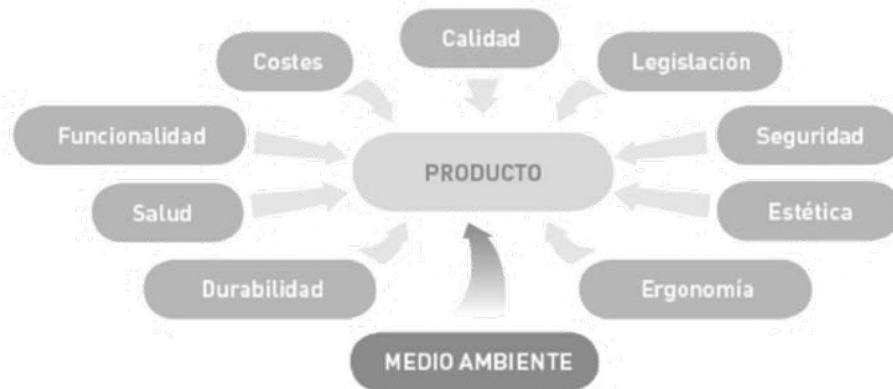 Calidad
Costes
Legislación
Funcionalidad
Seguridad
PRODUCTO
Salud
Estética
Durabilidad
Ergonomía
MEDIO AMBIENTE